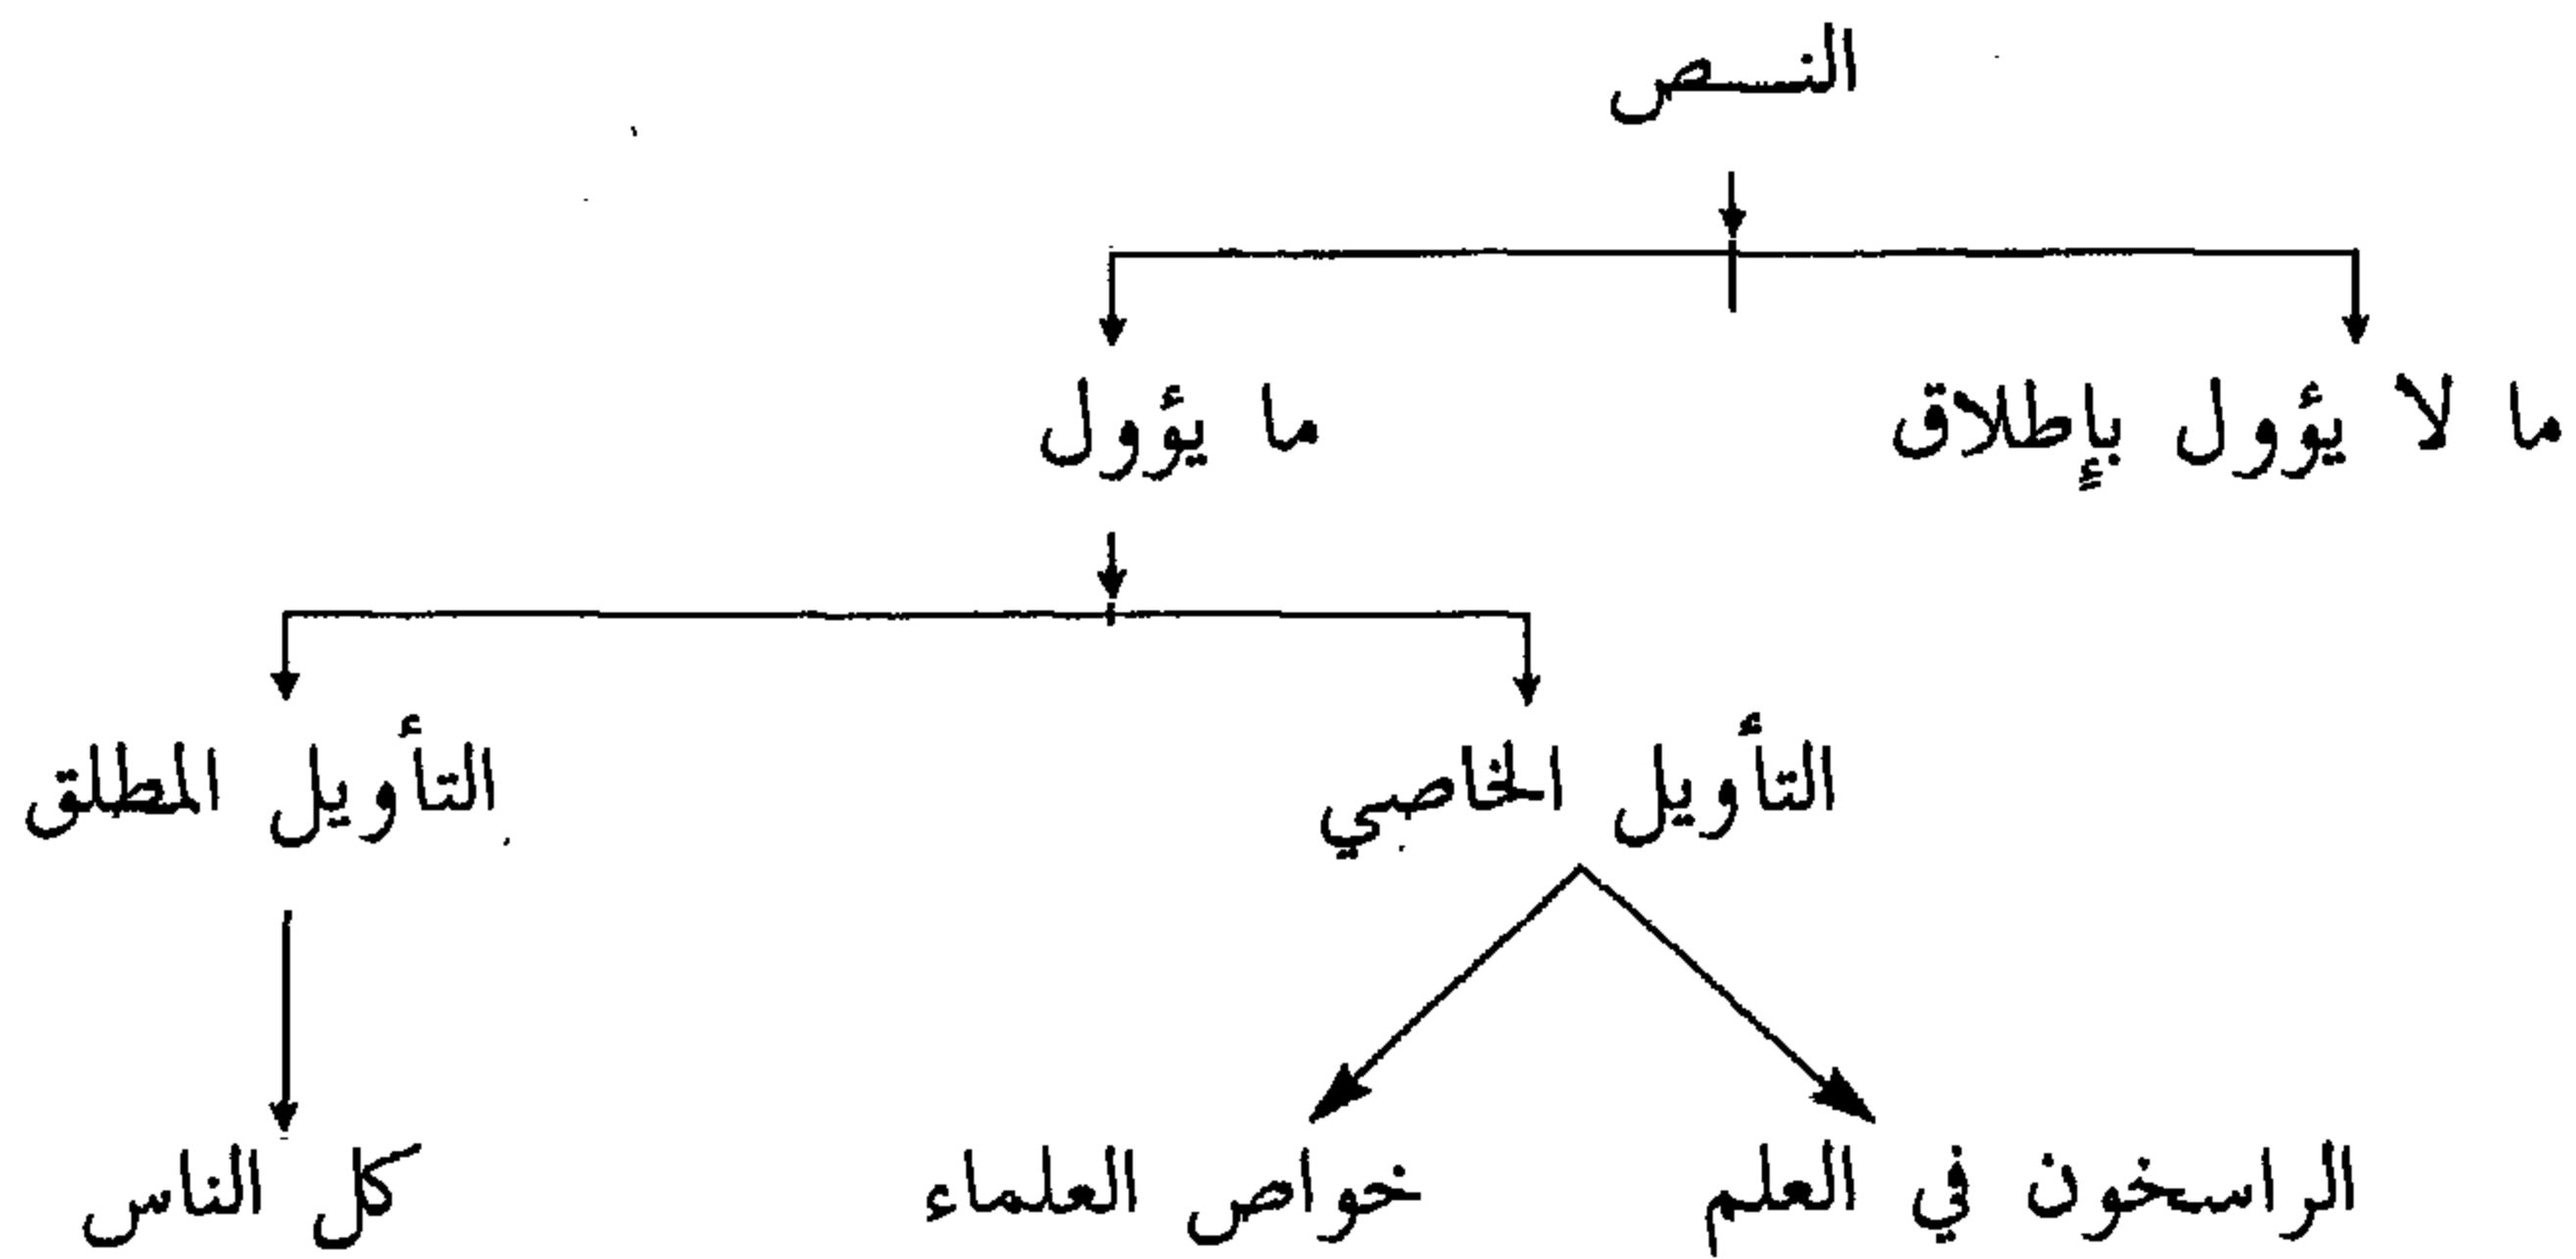 النص
ما لا يؤول بإطلاق ما يؤول
التأويل الخاصي التأويل المطلق
الراسخون في العلم خواص العلماء كل الناس